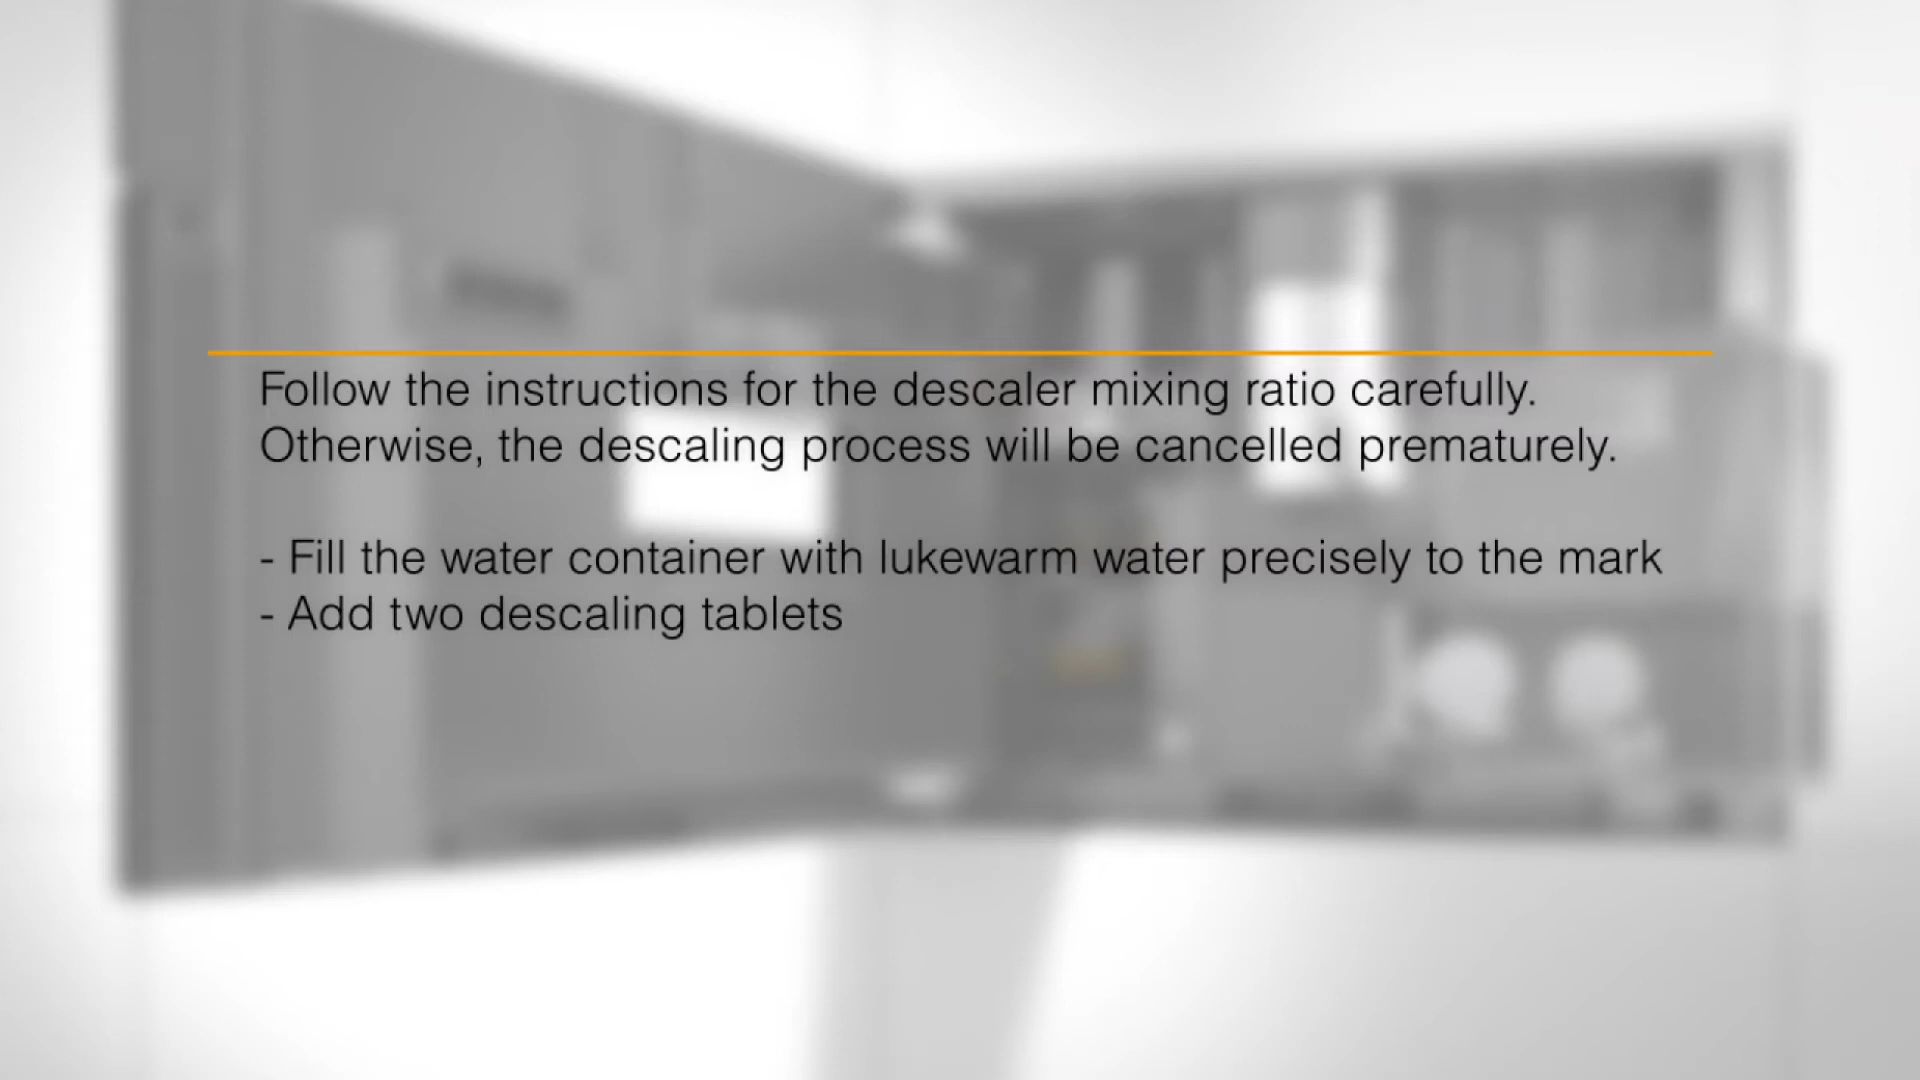 Follow the instructions for the descaler mixing ratio carefully.
Otherwise, the descaling process will be cancelled prematurely.
- Fill the water container with lukewarm water precisely to the mark
- Add two descaling tablets